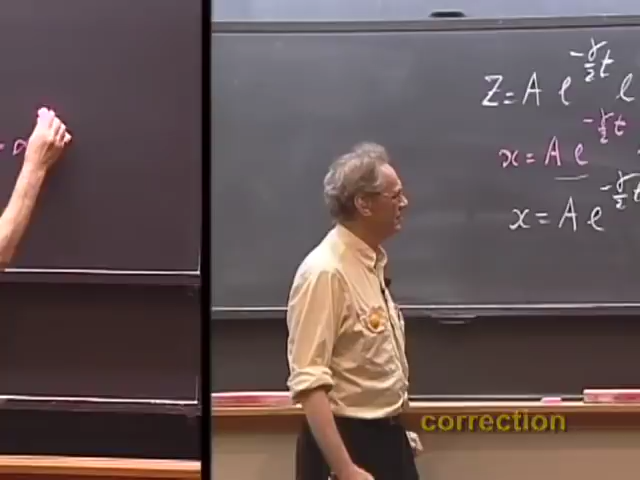 z = A e^{-γ/2 t} e
x = A e^{-γ/2 t}
x = A e^{-γ/2 t}
correction